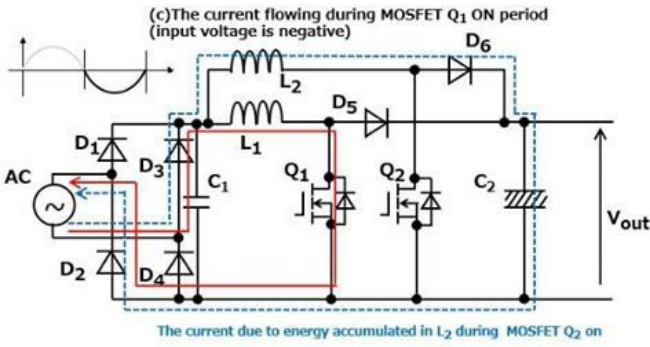 (c)The current flowing during MOSFET Q1 ON period
(input voltage is negative)
D6
L2
D5
L1
D1
D3
AC
C1
Q1
Q2
C2
Vout
D2
D4
The current due to energy accumulated in L2 during MOSFET Q2 on